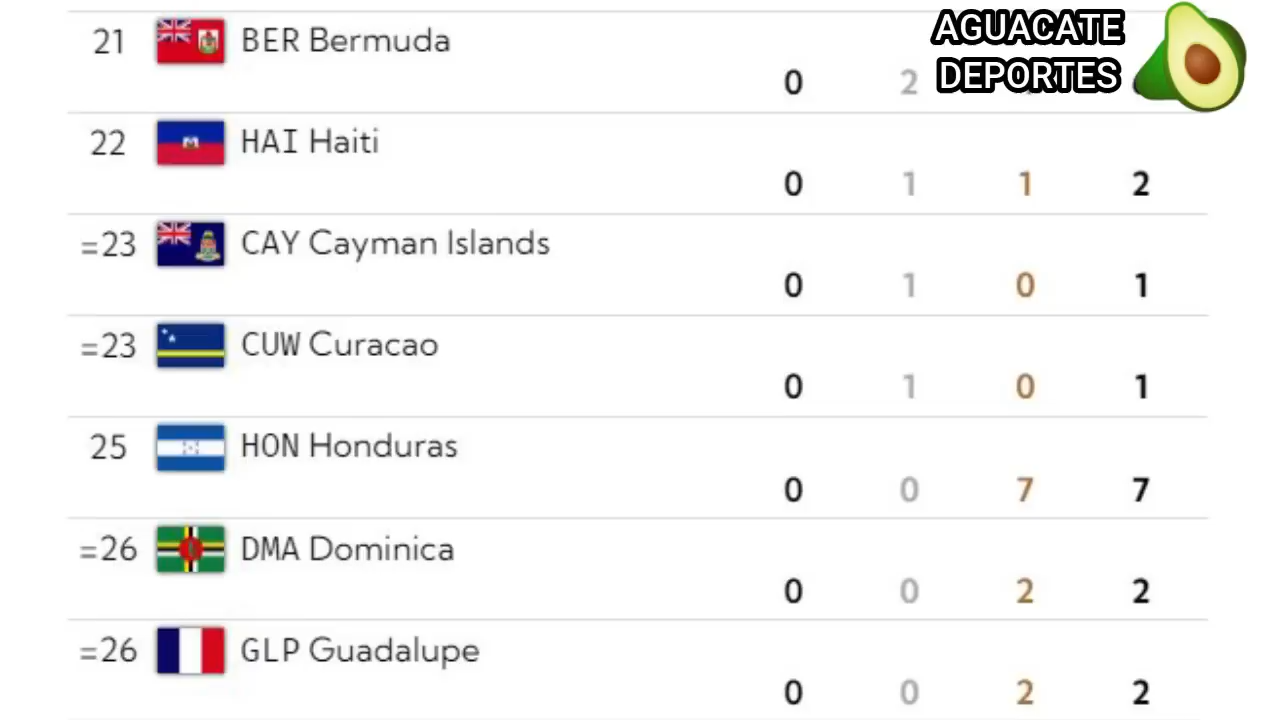 AGUACATE
DEPORTES
21 BER Bermuda
0 2
22 HAI Haiti
0 1 1 2
=23 CAY Cayman Islands
0 1 0 1
=23 CUW Curacao
0 1 0 1
25 HON Honduras
0 0 7 7
=26 DMA Dominica
0 0 2 2
=26 GLP Guadalupe
0 0 2 2